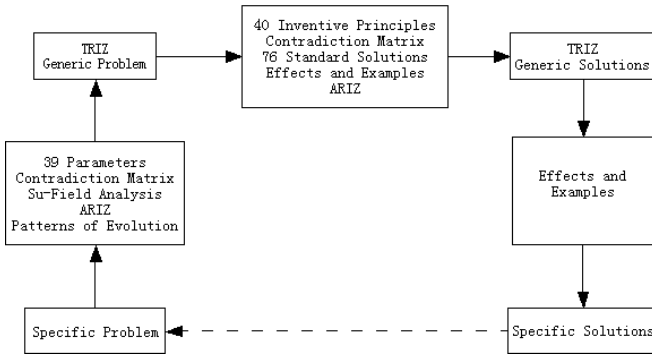 TRIZ
Generic Problem
40 Inventive Principles
Contradiction Matrix
76 Standard Solutions
Effects and Examples
ARIZ
TRIZ
Generic Solutions
39 Parameters
Contradiction Matrix
Su-Field Analysis
ARIZ
Patterns of Evolution
Effects and
Examples
Specific Problem
Specific Solutions